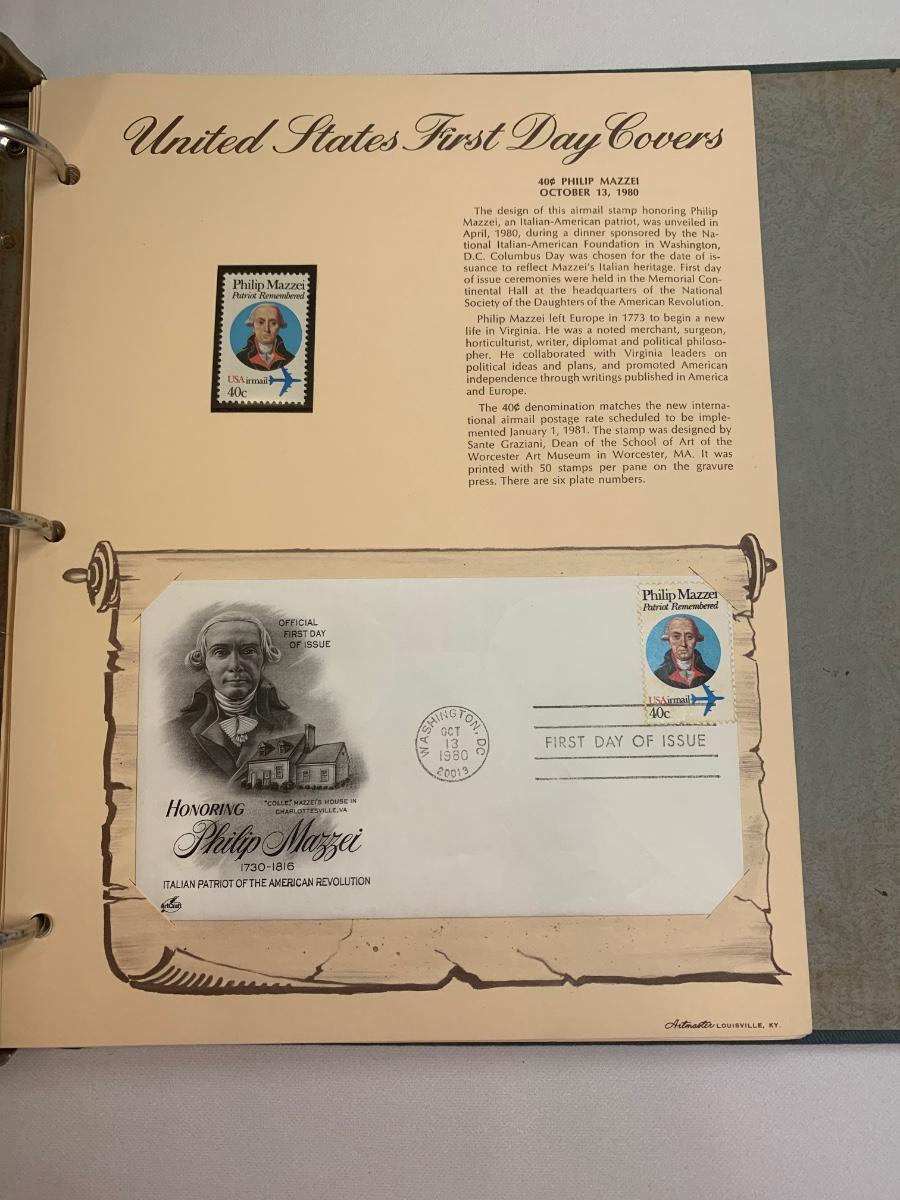 United States First Day Covers
40¢ PHILIP MAZZEI
OCTOBER 13, 1980
The design of this airmail stamp honoring Philip
Mazzei, an Italian-American patriot, was unveiled in
April, 1980, during a dinner sponsored by the Na-
tional Italian-American Foundation in Washington,
D.C. Columbus Day was chosen for the date of is-
suance to reflect Mazzei's Italian heritage. First day
of issue ceremonies were held in the Memorial Con-
tinental Hall at the headquarters of the National
Society of the Daughters of the American Revolution.
Philip Mazzei left Europe in 1773 to begin a new
life in Virginia. He was a noted merchant, surgeon,
horticulturist, writer, diplomat and political philoso-
pher. He collaborated with Virginia leaders on
political ideas and plans, and promoted American
independence through writings published in America
and Europe.
The 40¢ denomination matches the new interna-
tional airmail postage rate scheduled to be imple-
mented January 1, 1981. The stamp was designed by
Sante Graziani, Dean of the School of Art of the
Worcester Art Museum in Worcester, MA. It was
printed with 50 stamps per pane on the gravure
press. There are six plate numbers.
Philip Mazzei
Patriot Remembered
USAirmail
40c
OFFICIAL
FIRST DAY
OF ISSUE
"COLLE," MAZZEI'S HOUSE IN
CHARLOTTESVILLE, VA.
HONORING
Philip Mazzei
1730-1816
ITALIAN PATRIOT OF THE AMERICAN REVOLUTION
ArtCraft
WASHINGTON, DC
OCT
13
1980
20013
Philip Mazzei
Patriot Remembered
USAirmail
40c
FIRST DAY OF ISSUE
Artmaster LOUISVILLE, KY.